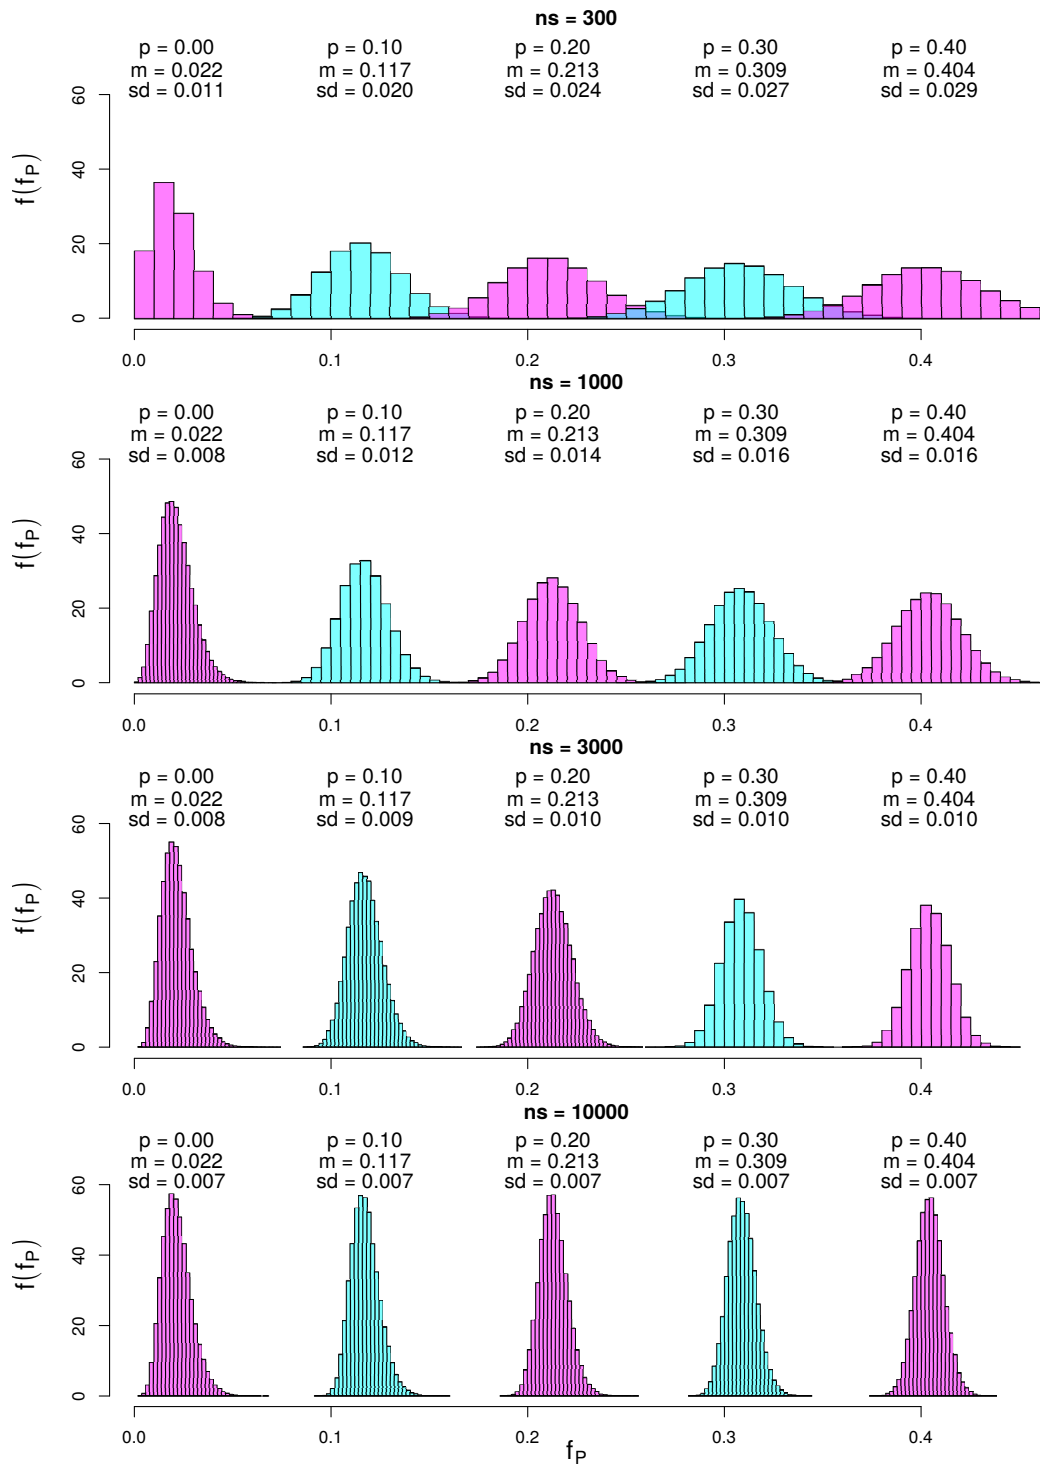 ns = 300
p = 0.00 p = 0.10 p = 0.20 p = 0.30 p = 0.40
m = 0.022 m = 0.117 m = 0.213 m = 0.309 m = 0.404
sd = 0.011 sd = 0.020 sd = 0.024 sd = 0.027 sd = 0.029
60
40
20
0
f(fP)
0.0 0.1 0.2 0.3 0.4
ns = 1000
p = 0.00 p = 0.10 p = 0.20 p = 0.30 p = 0.40
m = 0.022 m = 0.117 m = 0.213 m = 0.309 m = 0.404
sd = 0.008 sd = 0.012 sd = 0.014 sd = 0.016 sd = 0.016
60
40
20
0
f(fP)
0.0 0.1 0.2 0.3 0.4
ns = 3000
p = 0.00 p = 0.10 p = 0.20 p = 0.30 p = 0.40
m = 0.022 m = 0.117 m = 0.213 m = 0.309 m = 0.404
sd = 0.008 sd = 0.009 sd = 0.010 sd = 0.010 sd = 0.010
60
40
20
0
f(fP)
0.0 0.1 0.2 0.3 0.4
ns = 10000
p = 0.00 p = 0.10 p = 0.20 p = 0.30 p = 0.40
m = 0.022 m = 0.117 m = 0.213 m = 0.309 m = 0.404
sd = 0.007 sd = 0.007 sd = 0.007 sd = 0.007 sd = 0.007
60
40
20
0
f(fP)
0.0 0.1 0.2 0.3 0.4
fP